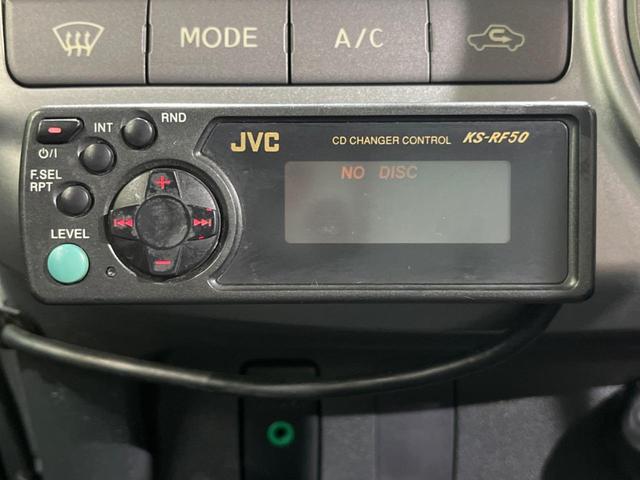 MODE
A/C
RND
INT
⏻/I
F.SEL
RPT
LEVEL
JVC
CD CHANGER CONTROL KS-RF50
NO DISC